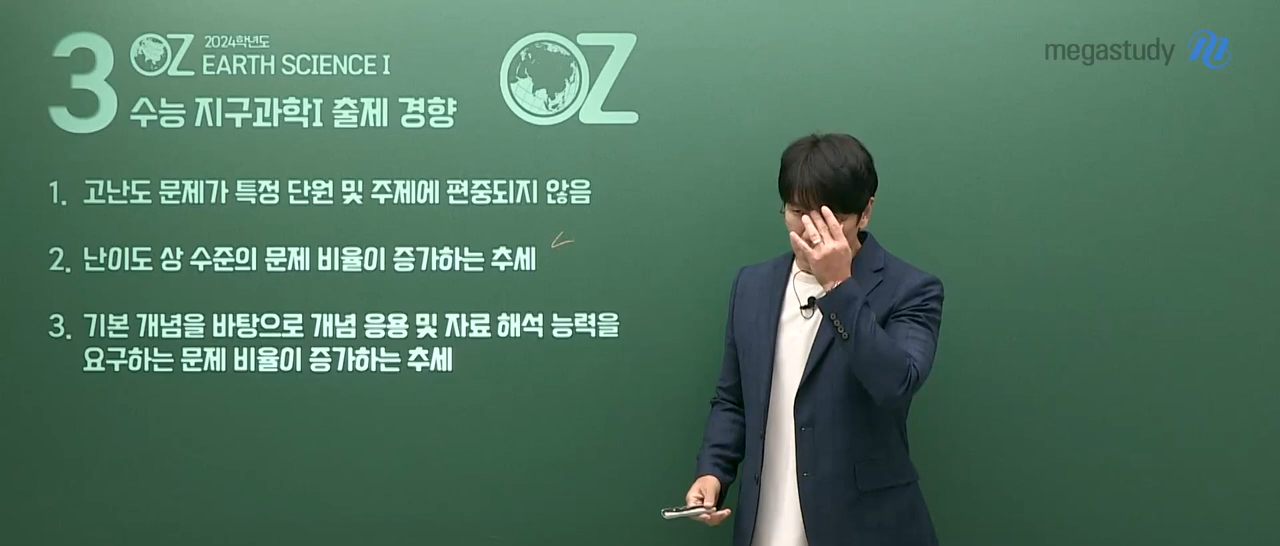 3
OZ
2024학년도
EARTH SCIENCE I
수능 지구과학I 출제 경향
OZ
megastudy
1. 고난도 문제가 특정 단원 및 주제에 편중되지 않음
2. 난이도 상 수준의 문제 비율이 증가하는 추세
3. 기본 개념을 바탕으로 개념 응용 및 자료 해석 능력을
요구하는 문제 비율이 증가하는 추세